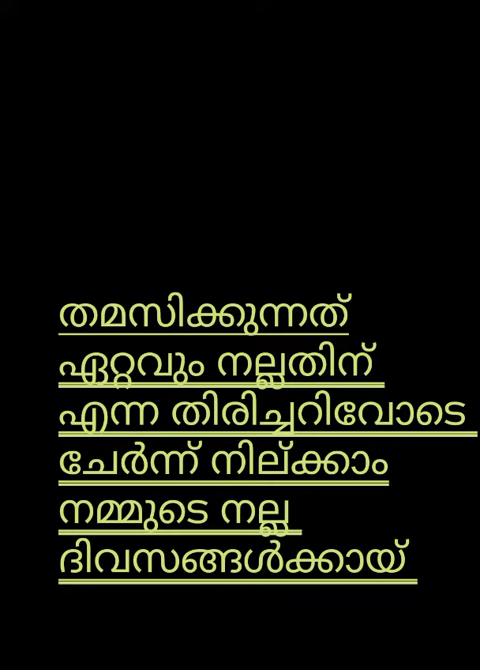 തമസിക്കുന്നത്
ഏറ്റവും നല്ലതിന്
എന്ന തിരിച്ചറിവോടെ
ചേർന്ന് നില്ക്കാം
നമ്മുടെ നല്ല
ദിവസങ്ങൾക്കായ്